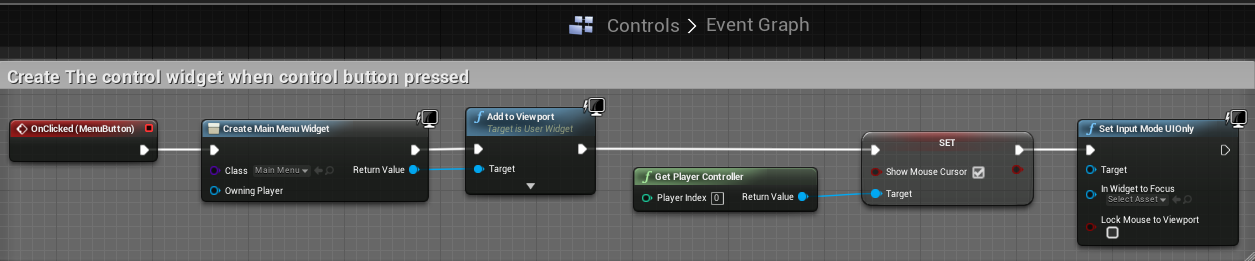 Controls > Event Graph
Create The control widget when control button pressed
OnClicked (MenuButton)
Create Main Menu Widget
Class Main Menu
Return Value
Owning Player
Add to Viewport
Target is User Widget
Target
Get Player Controller
Player Index 0
Return Value
SET
Show Mouse Cursor
Target
Set Input Mode UIOnly
Target
In Widget to Focus
Select Asset
Lock Mouse to Viewport